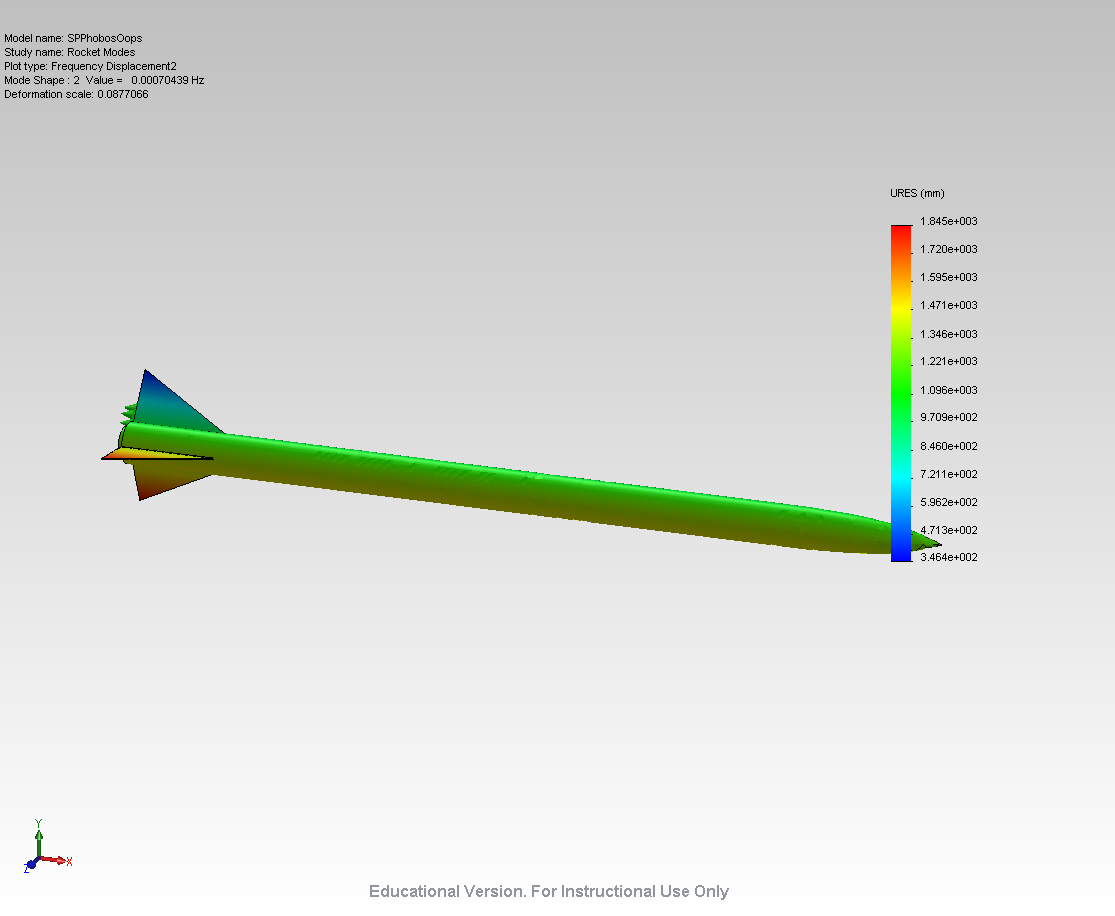 Model name: SPPhobosOops
Study name: Rocket Modes
Plot type: Frequency Displacement2
Mode Shape : 2  Value =   0.00070439 Hz
Deformation scale: 0.0877066
URES (mm)
1.845e+003
1.720e+003
1.595e+003
1.471e+003
1.346e+003
1.221e+003
1.096e+003
9.709e+002
8.460e+002
7.211e+002
5.962e+002
4.713e+002
3.464e+002
Y
X
Z
Educational Version. For Instructional Use Only